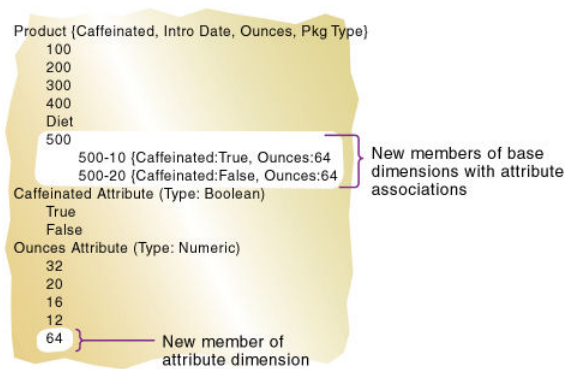 Product {Caffeinated, Intro Date, Ounces, Pkg Type}
100
200
300
400
Diet
500
500-10 {Caffeinated:True, Ounces:64
500-20 {Caffeinated:False, Ounces:64
New members of base
dimensions with attribute
associations
Caffeinated Attribute (Type: Boolean)
True
False
Ounces Attribute (Type: Numeric)
32
20
16
12
64
New member of
attribute dimension